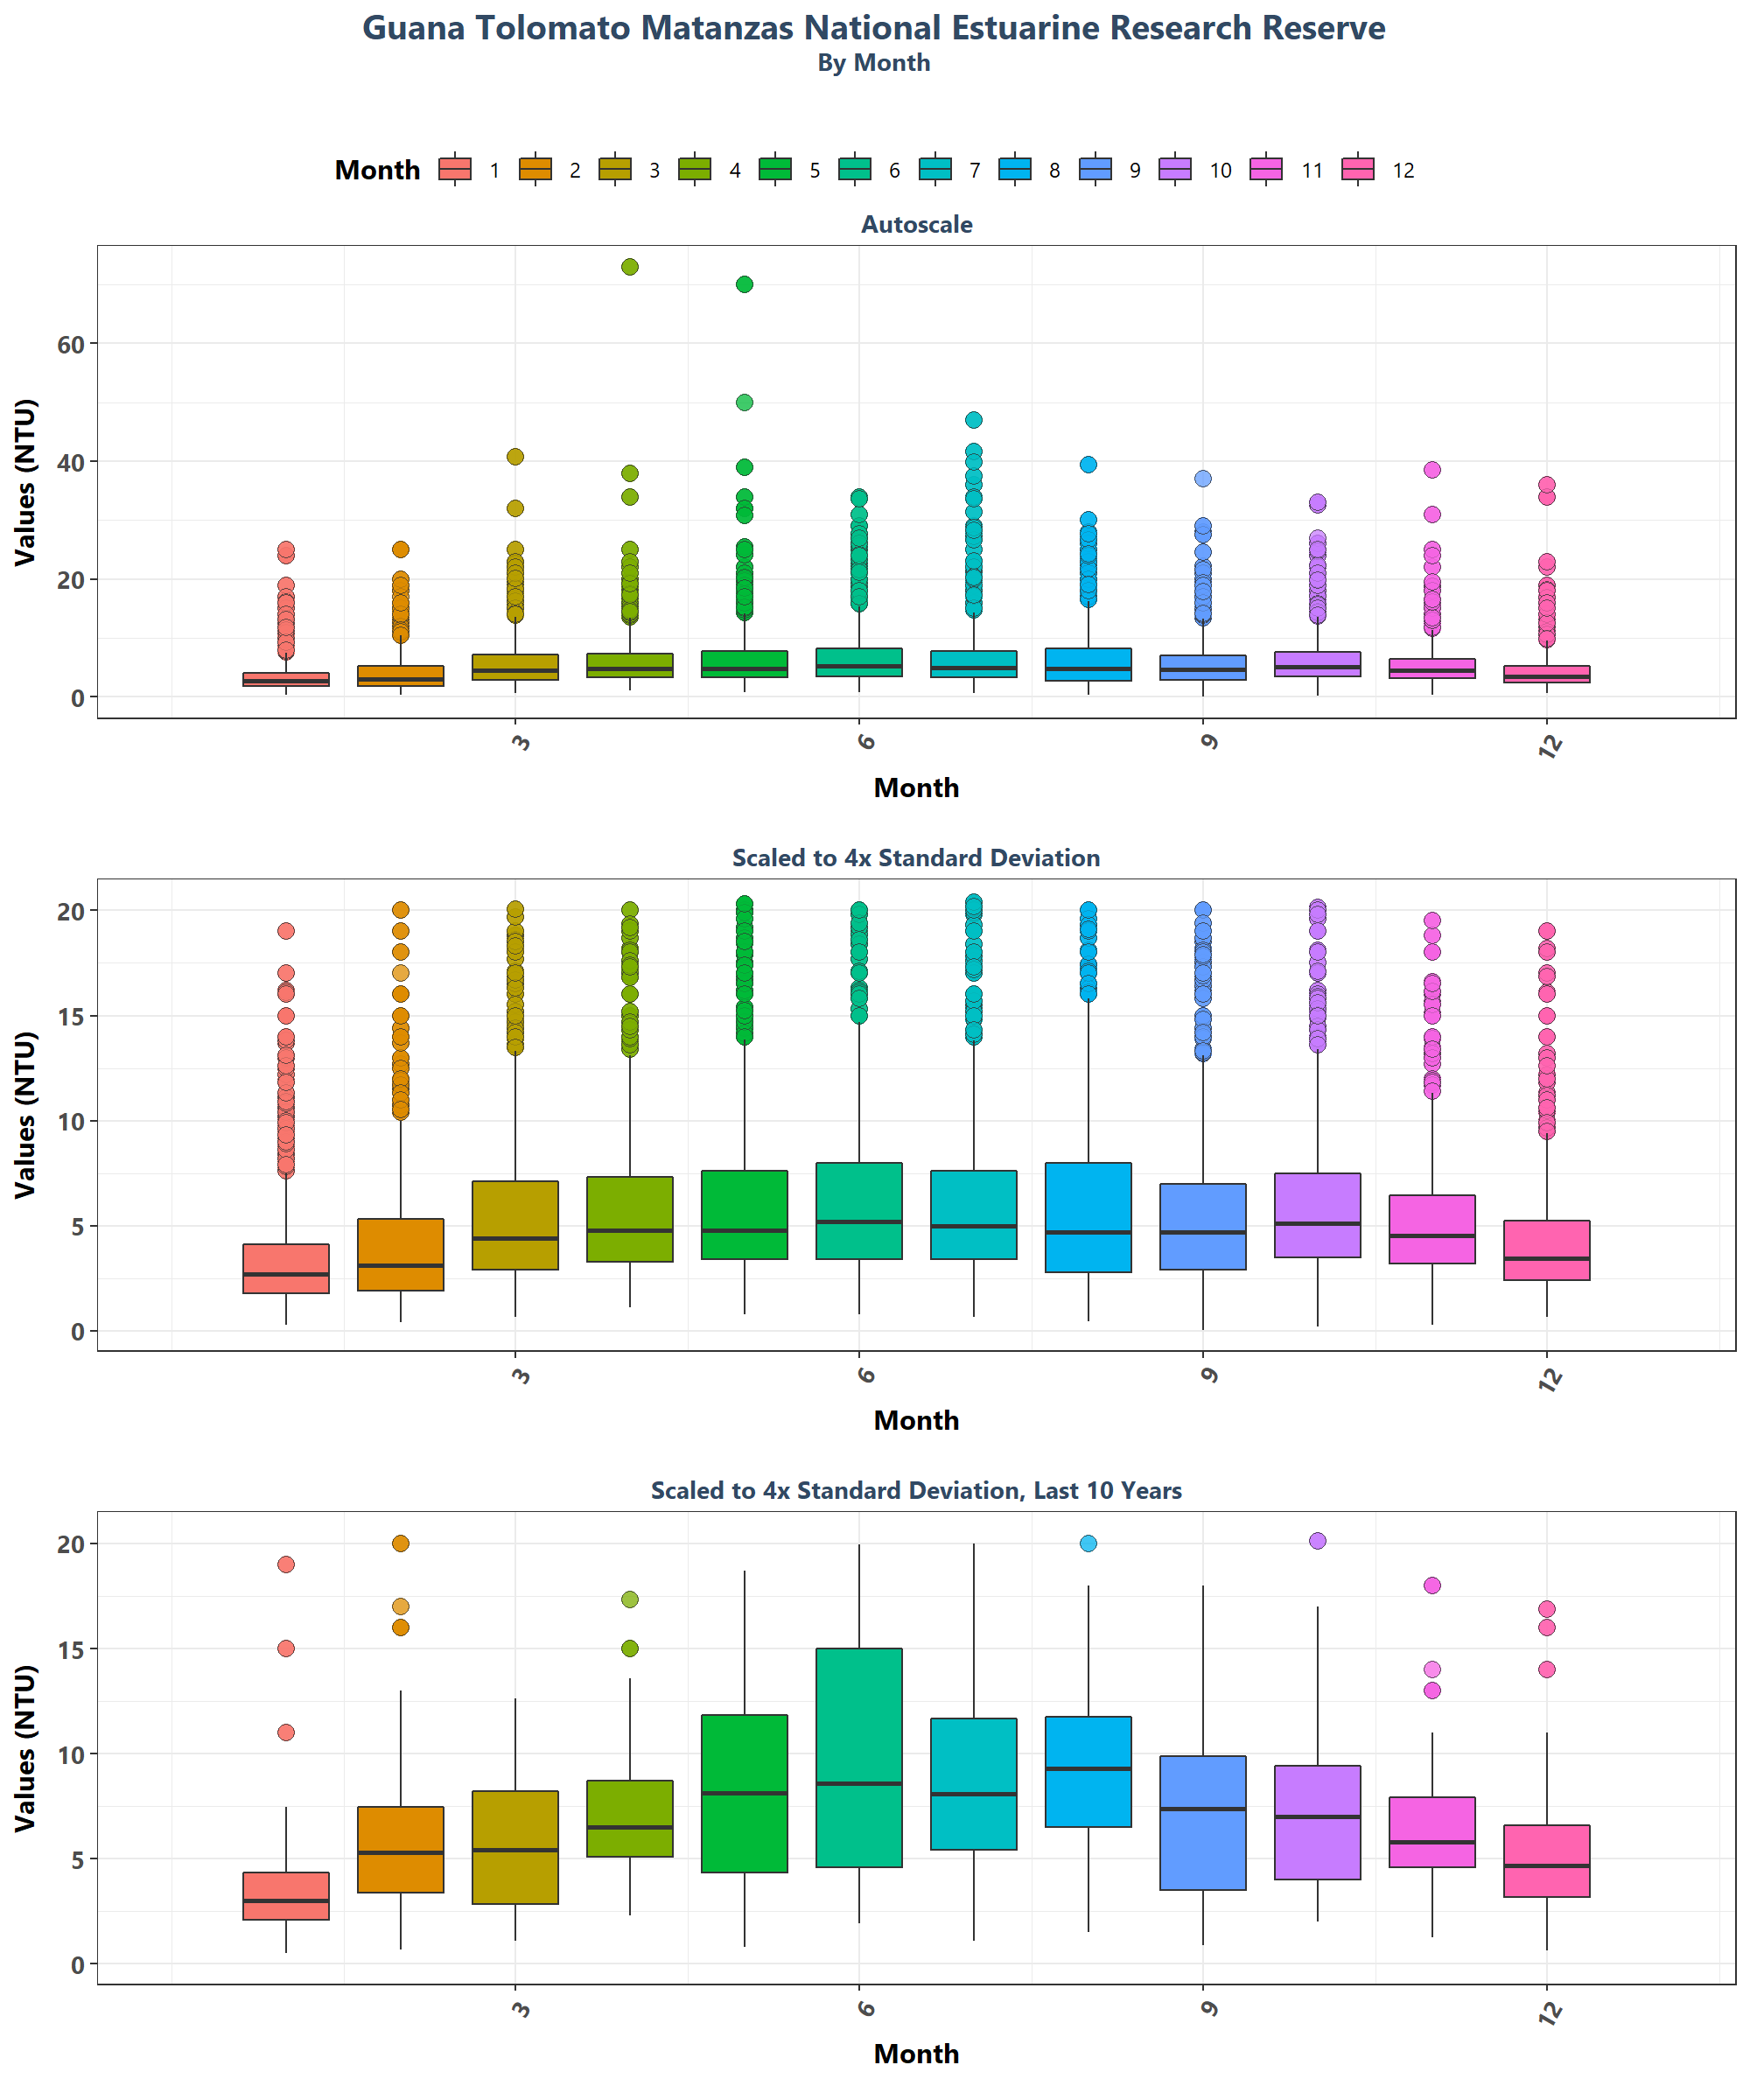 Guana Tolomato Matanzas National Estuarine Research Reserve
By Month
Month 1 2 3 4 5 6 7 8 9 10 11 12
Autoscale
Values (NTU)
60
40
20
0
3 6 9 12
Month
Scaled to 4x Standard Deviation
Values (NTU)
20
15
10
5
0
3 6 9 12
Month
Scaled to 4x Standard Deviation, Last 10 Years
Values (NTU)
20
15
10
5
0
3 6 9 12
Month